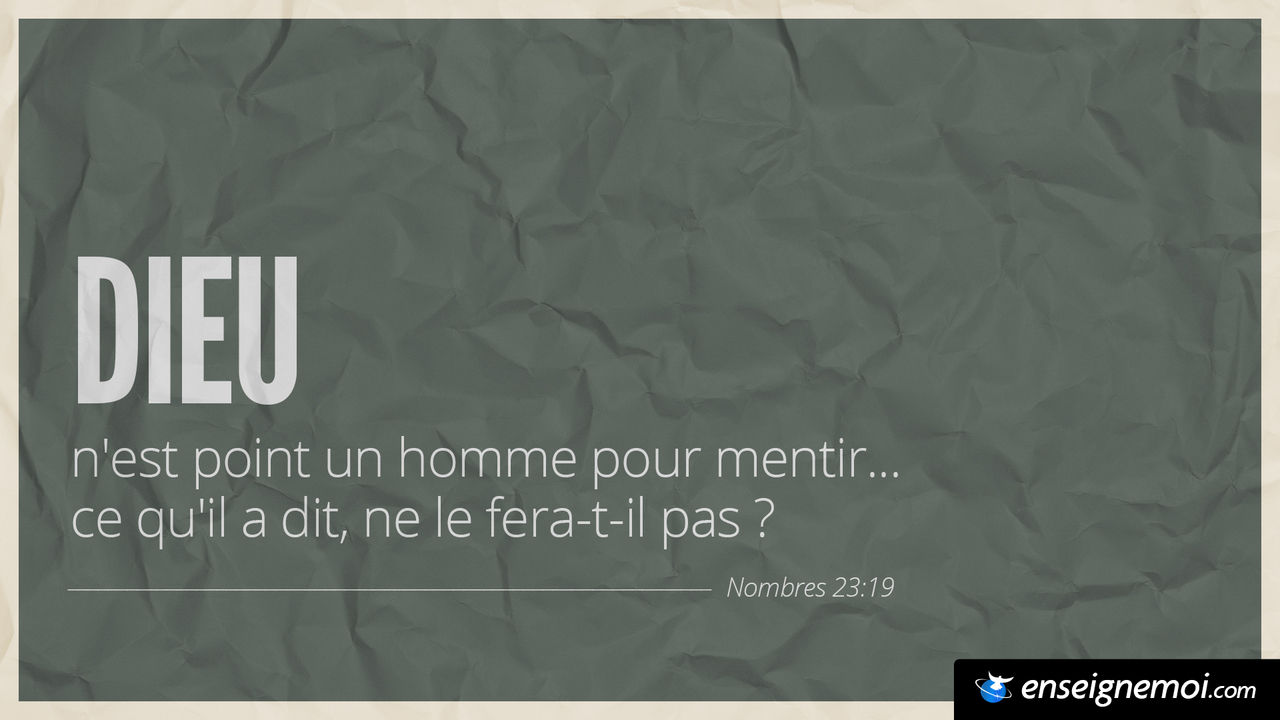 DIEU
n'est point un homme pour mentir...
ce qu'il a dit, ne le fera-t-il pas ?
Nombres 23:19
enseignemoi.com